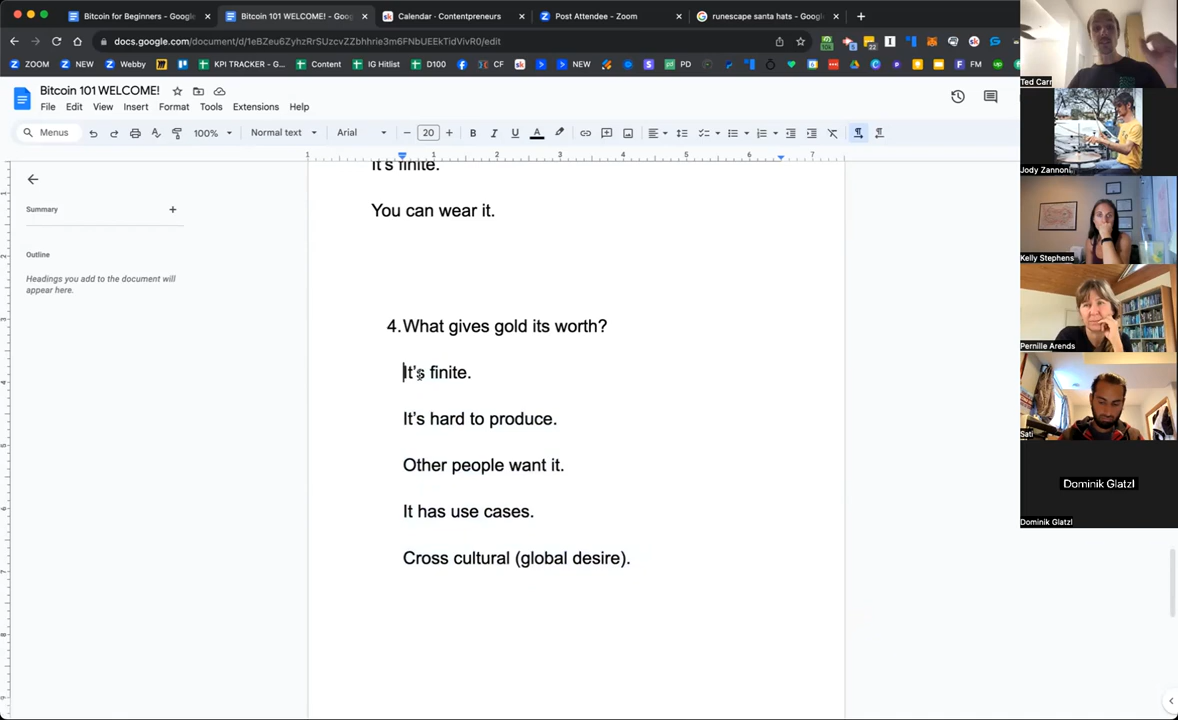 Bitcoin for Beginners - Google
Bitcoin 101 WELCOME! - Goog
Calendar - Contentpreneurs
Post Attendee - Zoom
runescape santa hats - Google
docs.google.com/document/d/1eBZeu6ZyhzRrSUzcvZZbhhrie3m6FNbUEEkTidVivR0/edit
ZOOM
NEW
Webby
KPI TRACKER - G...
Content
IG Hitlist
D100
CF
NEW
PD
FM
Bitcoin 101 WELCOME!
File Edit View Insert Format Tools Extensions Help
Menus
100%
Normal text
Arial
20
Summary
Outline
Headings you add to the document will
appear here.
It's finite.
You can wear it.
4. What gives gold its worth?
It's finite.
It's hard to produce.
Other people want it.
It has use cases.
Cross cultural (global desire).
Ted Carr
Jody Zannoni
Kelly Stephens
Pernille Arends
Sati
Dominik Glatzl
Dominik Glatzl